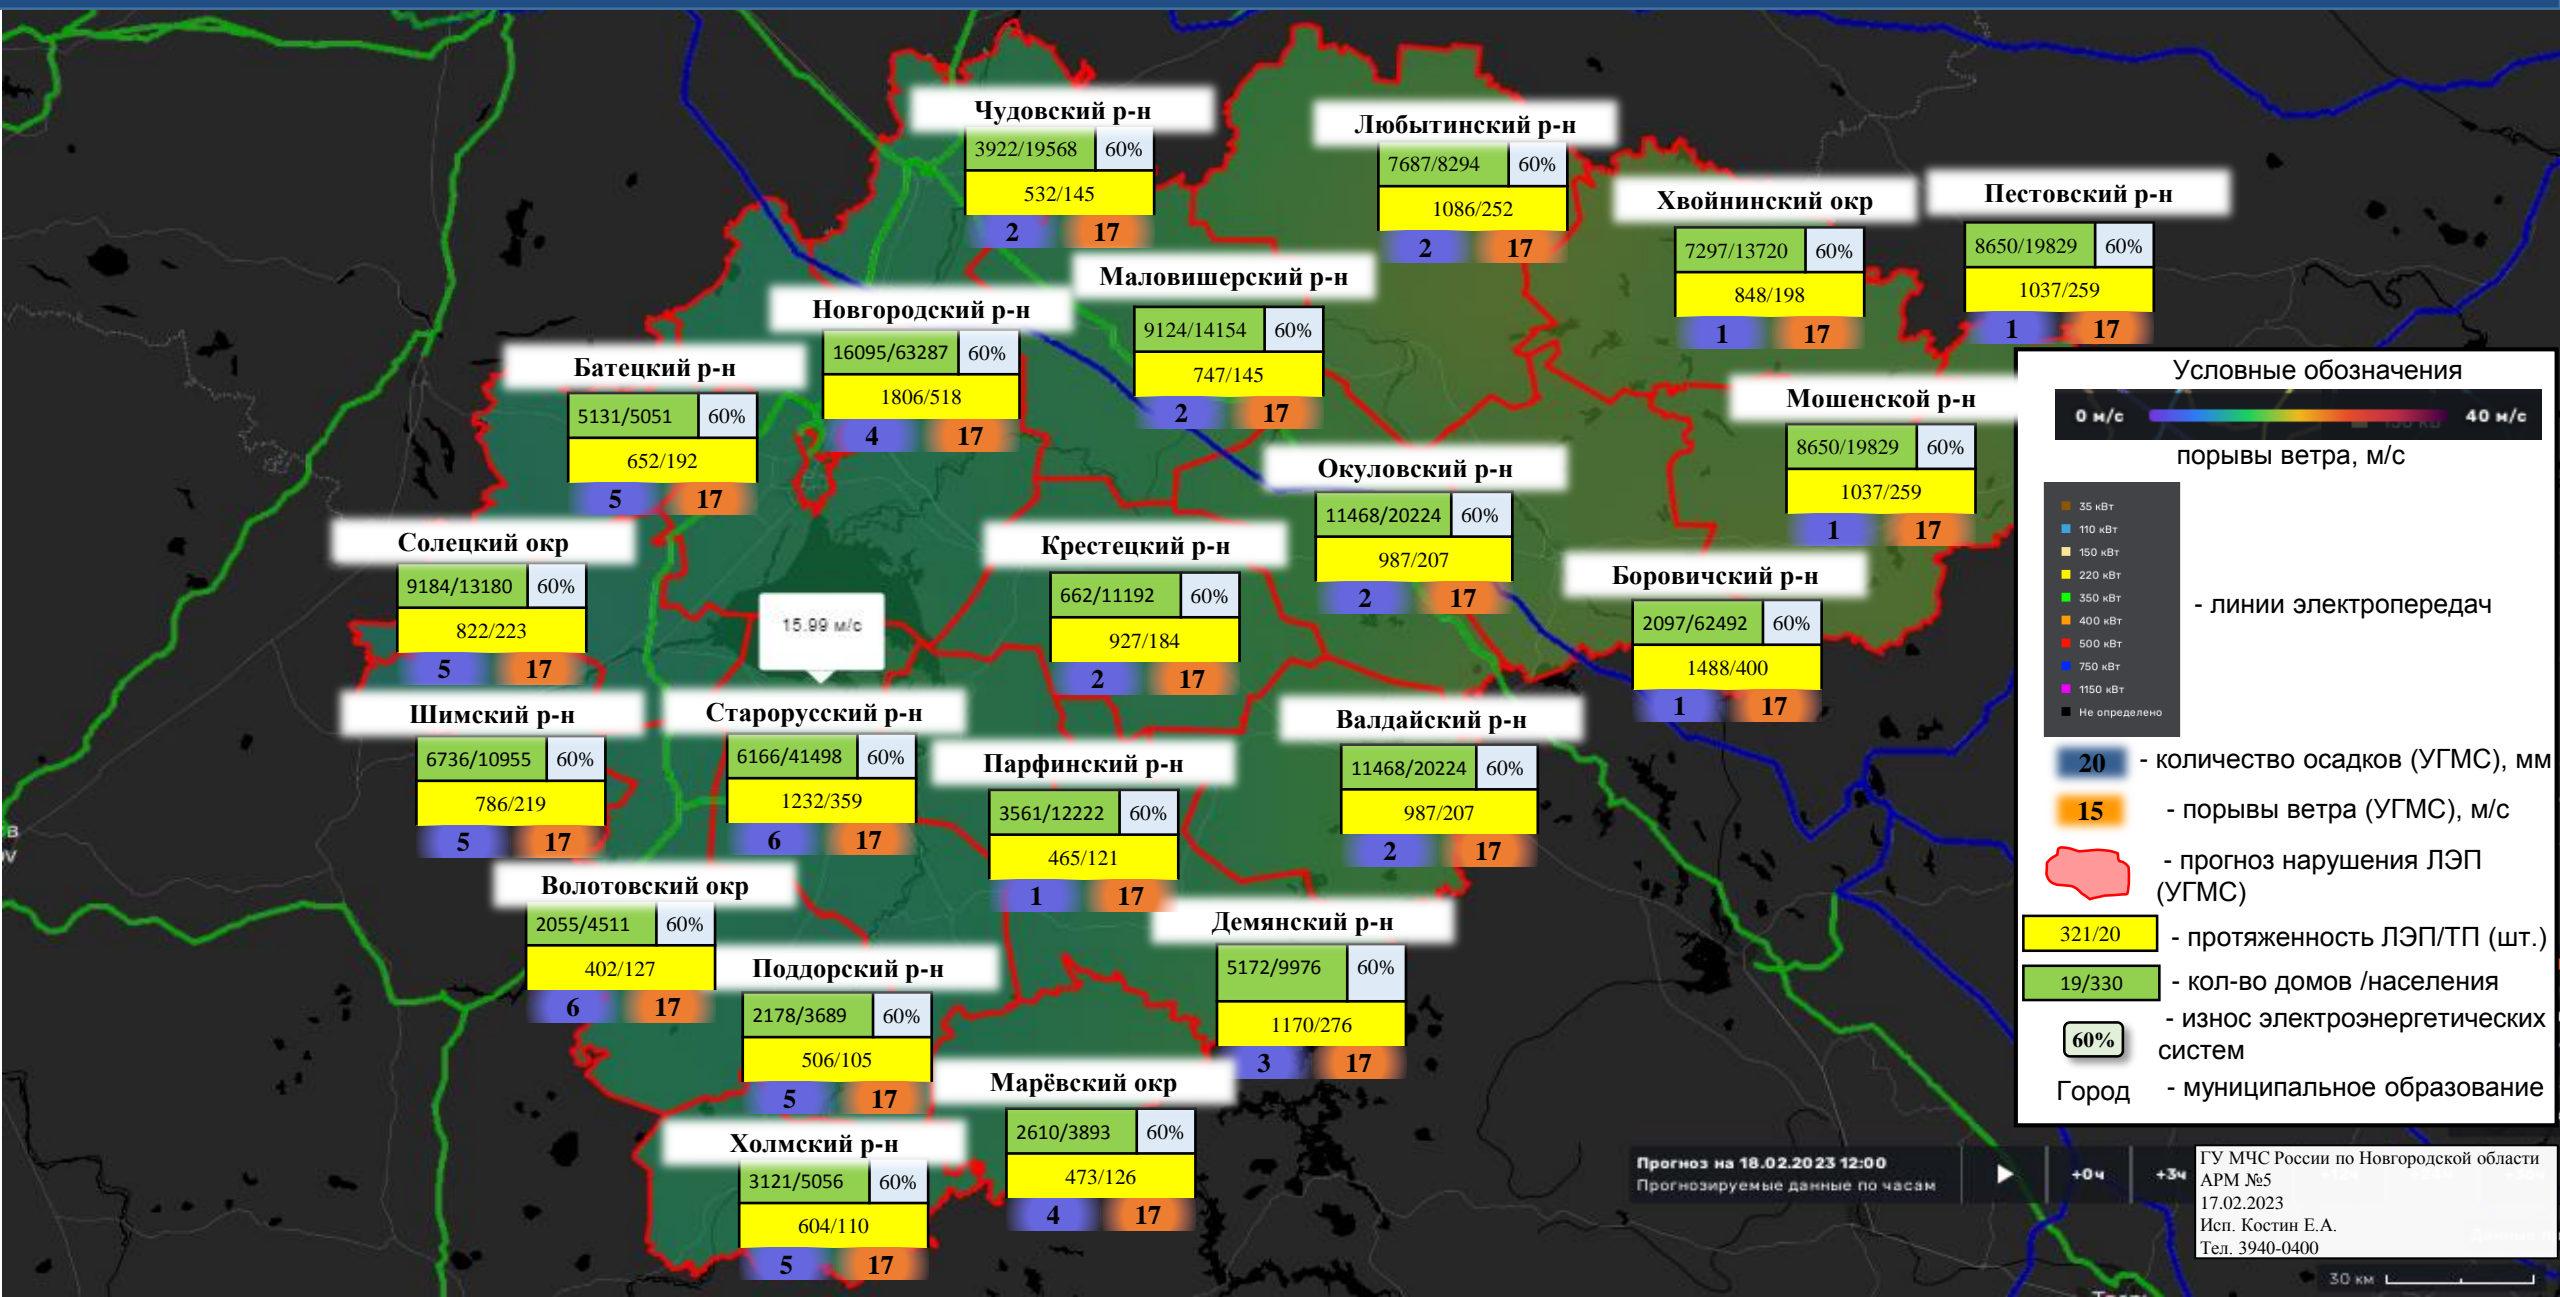 Чудовский р-н
3922/19568 60%
532/145
2 17
Любытинский р-н
7687/8294 60%
1086/252
2 17
Хвойнинский окр
7297/13720 60%
848/198
1 17
Пестовский р-н
8650/19829 60%
1037/259
1 17
Маловишерский р-н
9124/14154 60%
747/145
2 17
Новгородский р-н
16095/63287 60%
1806/518
4 17
Батецкий р-н
5131/5051 60%
652/192
5 17
Мошенской р-н
8650/19829 60%
1037/259
1 17
Окуловский р-н
11468/20224 60%
987/207
2 17
Солецкий окр
9184/13180 60%
822/223
5 17
Крестецкий р-н
662/11192 60%
927/184
2 17
Боровичский р-н
2097/62492 60%
1488/400
1 17
15.99 м/с
Шимский р-н
6736/10955 60%
786/219
5 17
Старорусский р-н
6166/41498 60%
1232/359
6 17
Парфинский р-н
3561/12222 60%
465/121
1 17
Валдайский р-н
11468/20224 60%
987/207
2 17
Волотовский окр
2055/4511 60%
402/127
6 17
Поддорский р-н
2178/3689 60%
506/105
5 17
Демянский р-н
5172/9976 60%
1170/276
3 17
Марёвский окр
2610/3893 60%
473/126
4 17
Холмский р-н
3121/5056 60%
604/110
5 17
Условные обозначения
0 м/с 40 м/с
порывы ветра, м/с
35 кВт
110 кВт
150 кВт
220 кВт
350 кВт
400 кВт
500 кВт
750 кВт
1150 кВт
Не определено
- линии электропередач
20 - количество осадков (УГМС), мм
15 - порывы ветра (УГМС), м/с
- прогноз нарушения ЛЭП
(УГМС)
321/20 - протяженность ЛЭП/ТП (шт.)
19/330 - кол-во домов /населения
60% - износ электроэнергетических
систем
Город - муниципальное образование
Прогноз на 18.02.2023 12:00
Прогнозируемые данные по часам
+0ч +3ч
ГУ МЧС России по Новгородской области
АРМ №5
17.02.2023
Исп. Костин Е.А.
Тел. 3940-0400
30 км